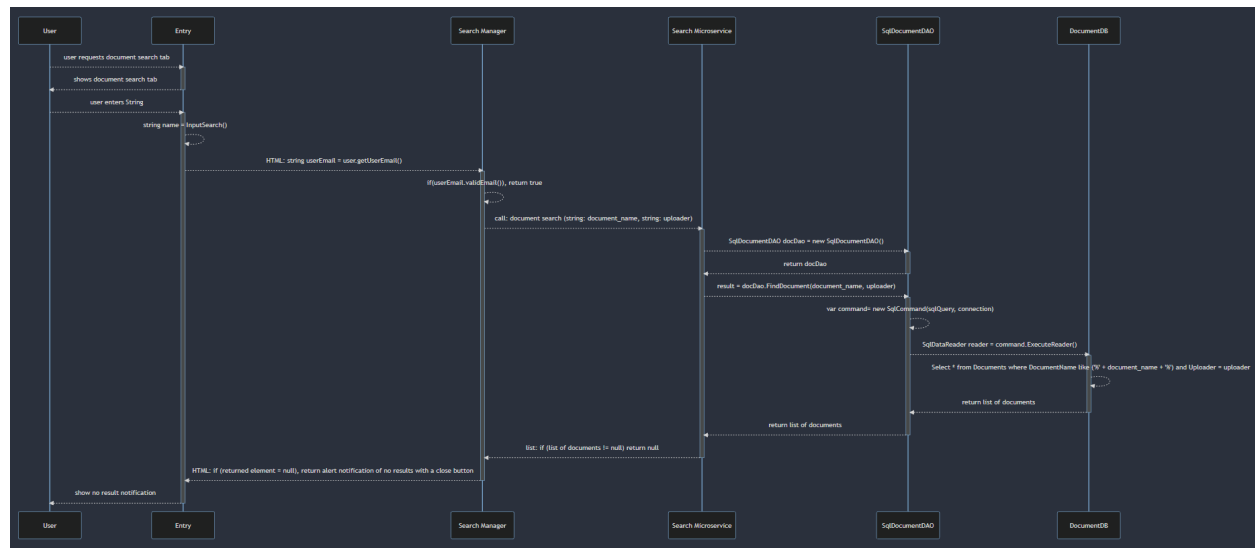 User Entry Search Manager Search Microservice SqlDocumentDAO DocumentDB
user requests document search tab
shows document search tab
user enters String
string name = InputSearch()
HTML: string userEmail = user.getUserEmail()
if(userEmail.validEmail()), return true
call: document search (string: document_name, string: uploader)
SqlDocumentDAO docDao = new SqlDocumentDAO()
return docDao
result = docDao.FindDocument(document_name, uploader)
var command= new SqlCommand(sqlQuery, connection)
SqlDataReader reader = command.ExecuteReader()
Select * from Documents where DocumentName like ('%' + document_name + '%') and Uploader = uploader
return list of documents
return list of documents
list: if (list of documents != null) return null
HTML: If (returned element = null), return alert notification of no results with a close button
show no result notification
User Entry Search Manager Search Microservice SqlDocumentDAO DocumentDB